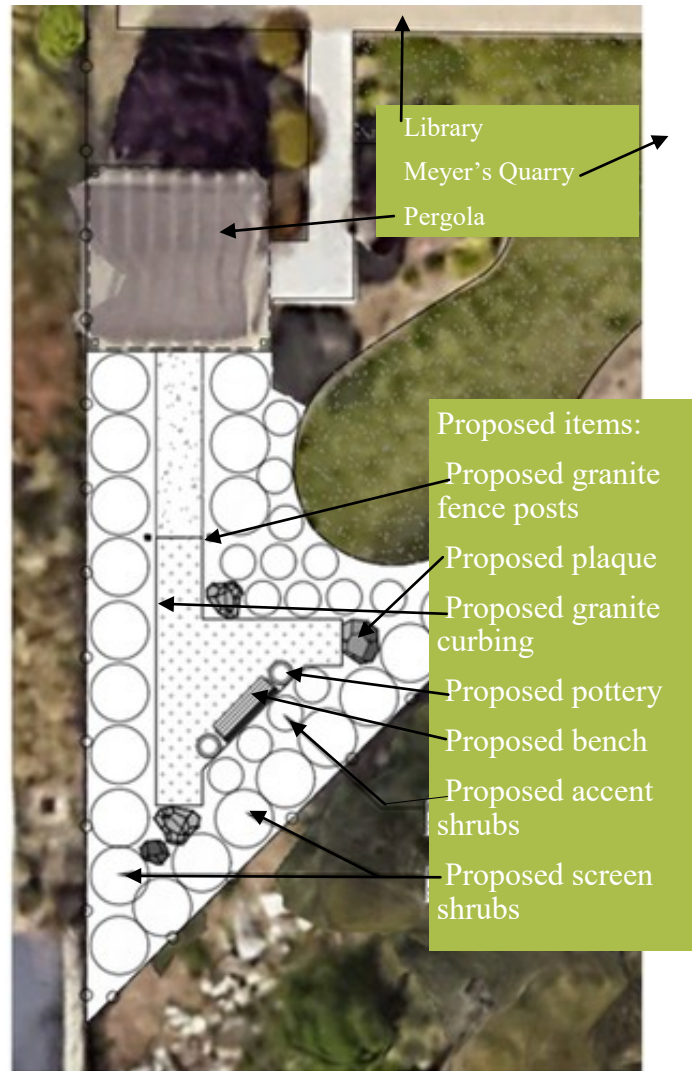 Library
Meyer's Quarry
Pergola
Proposed items:
Proposed granite
fence posts
Proposed plaque
Proposed granite
curbing
Proposed pottery
Proposed bench
Proposed accent
shrubs
Proposed screen
shrubs